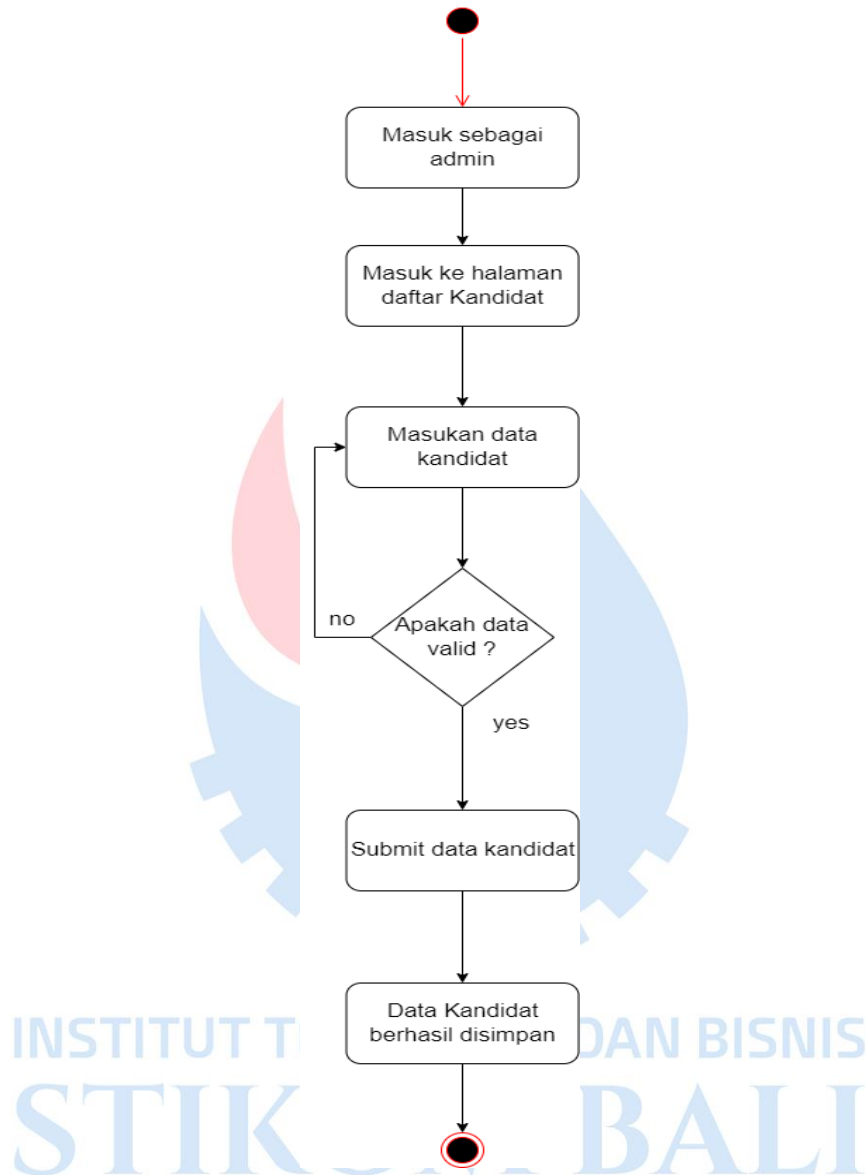 Masuk sebagai
admin
Masuk ke halaman
daftar Kandidat
Masukan data
kandidat
no
Apakah data
valid ?
yes
Submit data kandidat
Data Kandidat
berhasil disimpan
INSTITUT DAN BISNIS
BALI